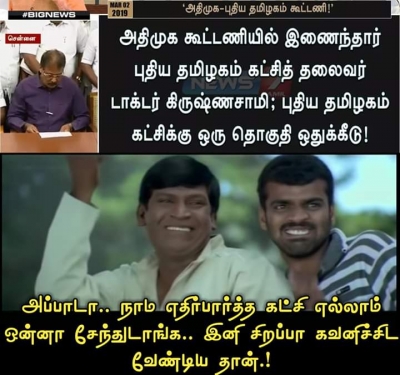 #BIGNEWS
MAR 02
2019
'அதிமுக-புதிய தமிழகம் கூட்டணி!'
சென்னை
அதிமுக கூட்டணியில் இணைந்தார்
புதிய தமிழகம் கட்சித் தலைவர்
டாக்டர் கிருஷ்ணசாமி; புதிய தமிழகம்
கட்சிக்கு ஒரு தொகுதி ஒதுக்கீடு!
NEWS
அப்பாடா.. நாம எதிர்பார்த்த கட்சி எல்லாம்
ஒன்னா சேந்துடாங்க.. இனி சிறப்பா கவனிச்சிட
வேண்டிய தான்.!